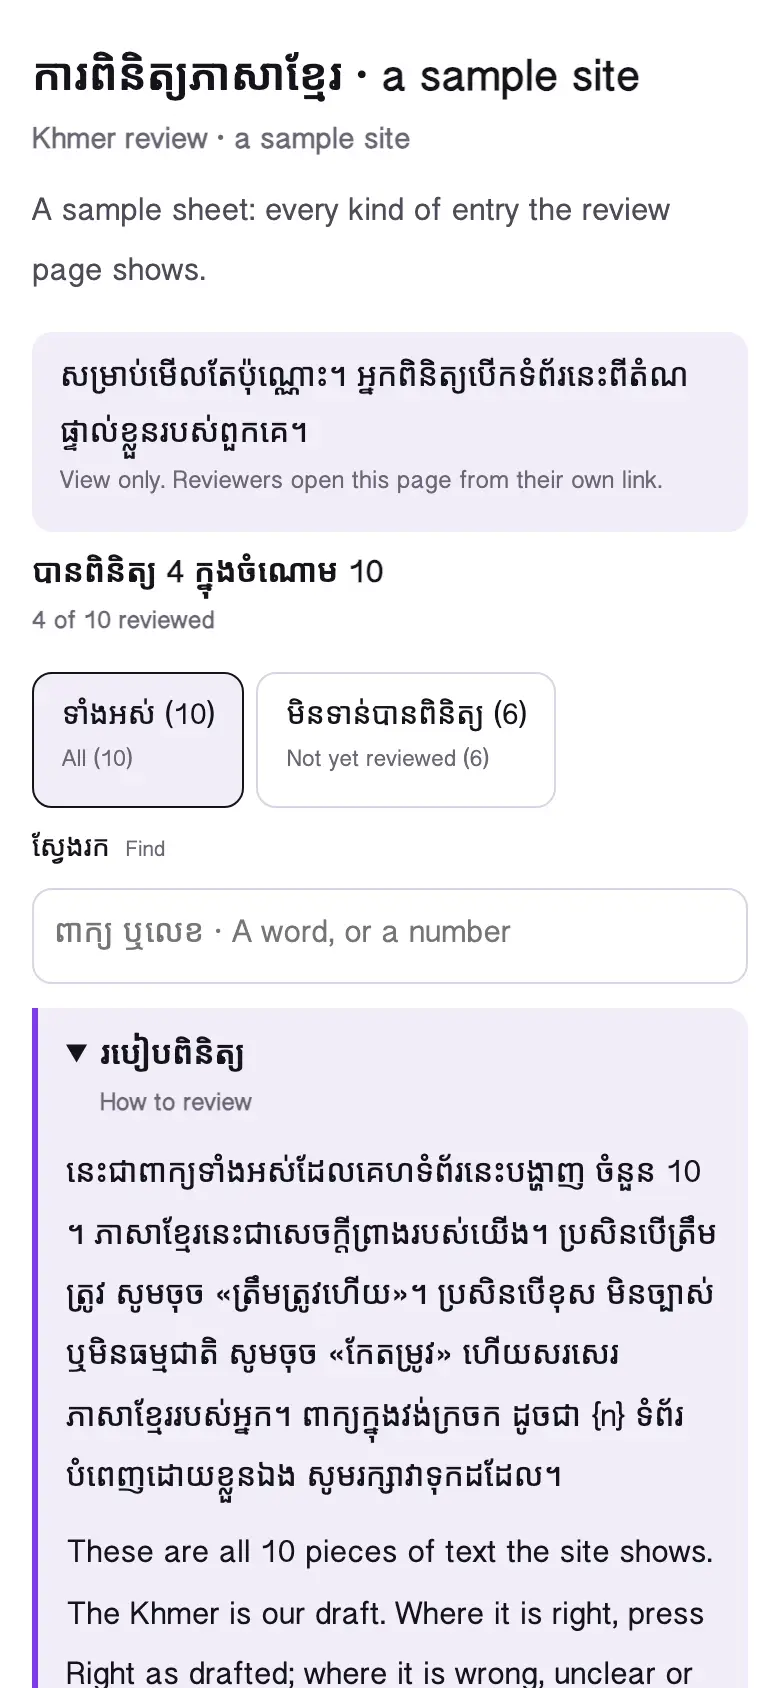 ការពិនិត្យភាសាខ្មែរ · a sample site
Khmer review · a sample site
A sample sheet: every kind of entry the review
page shows.
សម្រាប់មើលតែប៉ុណ្ណោះ។ អ្នកពិនិត្យបើកទំព័រនេះពីតំណ
ផ្ទាល់ខ្លួនរបស់ពួកគេ។
View only. Reviewers open this page from their own link.
បានពិនិត្យ 4 ក្នុងចំណោម 10
4 of 10 reviewed
ទាំងអស់ (10)
All (10)
មិនទាន់បានពិនិត្យ (6)
Not yet reviewed (6)
ស្វែងរក Find
ពាក្យ ឬលេខ · A word, or a number
▼ របៀបពិនិត្យ
How to review
នេះជាពាក្យទាំងអស់ដែលគេហទំព័រនេះបង្ហាញ ចំនួន 10
។ ភាសាខ្មែរនេះជាសេចក្តីព្រាងរបស់យើង។ ប្រសិនបើត្រឹម
ត្រូវ សូមចុច «ត្រឹមត្រូវហើយ»។ ប្រសិនបើខុស មិនច្បាស់
ឬមិនធម្មជាតិ សូមចុច «កែតម្រូវ» ហើយសរសេរ
ភាសាខ្មែររបស់អ្នក។ ពាក្យក្នុងវង់ក្រចក ដូចជា {n} ទំព័រ
បំពេញដោយខ្លួនឯង សូមរក្សាវាទុកដដែល។
These are all 10 pieces of text the site shows.
The Khmer is our draft. Where it is right, press
Right as drafted; where it is wrong, unclear or